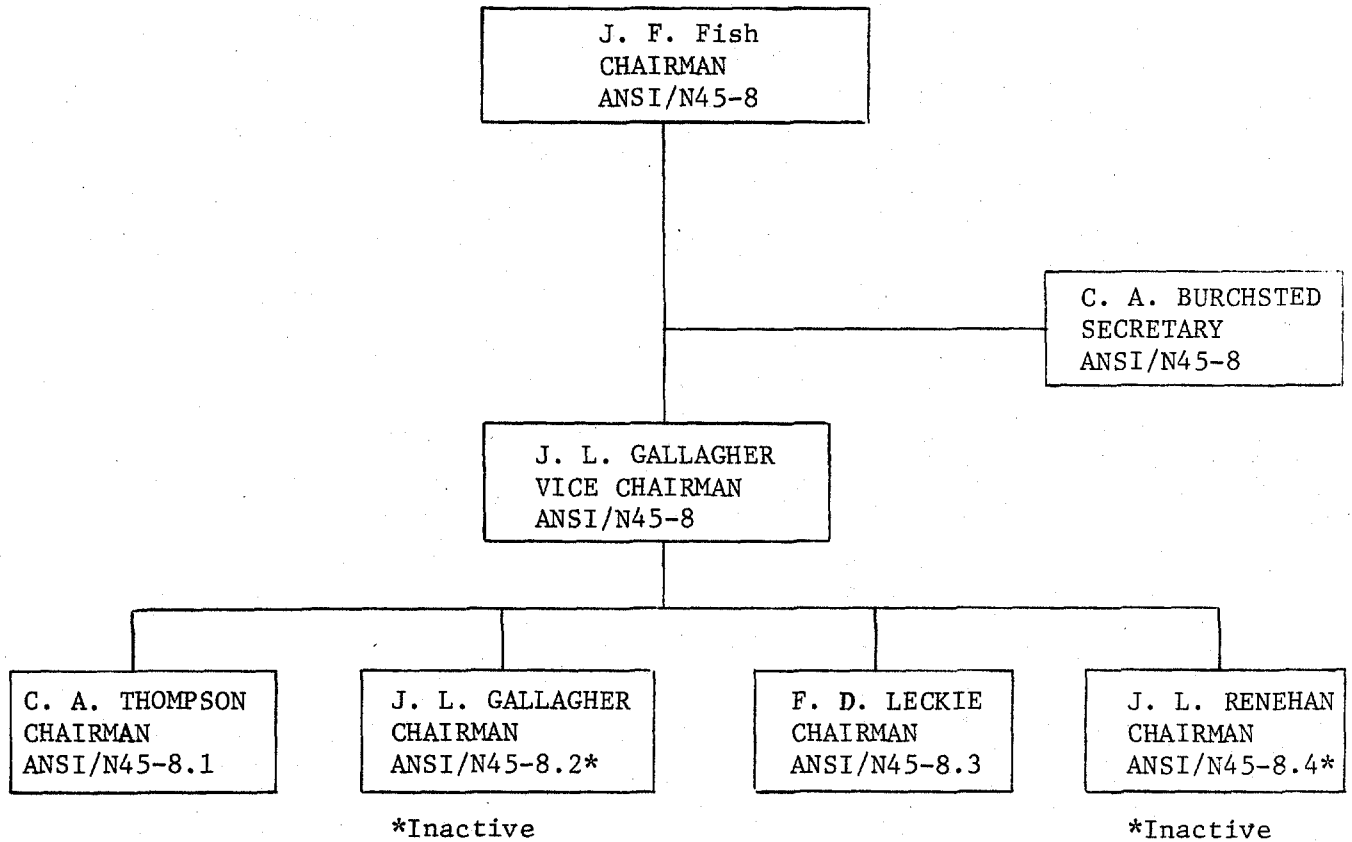 J. F. Fish
CHAIRMAN
ANSI/N45-8
C. A. BURCHSTED
SECRETARY
ANSI/N45-8
J. L. GALLAGHER
VICE CHAIRMAN
ANSI/N45-8
C. A. THOMPSON
CHAIRMAN
ANSI/N45-8.1
J. L. GALLAGHER
CHAIRMAN
ANSI/N45-8.2*
*Inactive
F. D. LECKIE
CHAIRMAN
ANSI/N45-8.3
J. L. RENEHAN
CHAIRMAN
ANSI/N45-8.4*
*Inactive